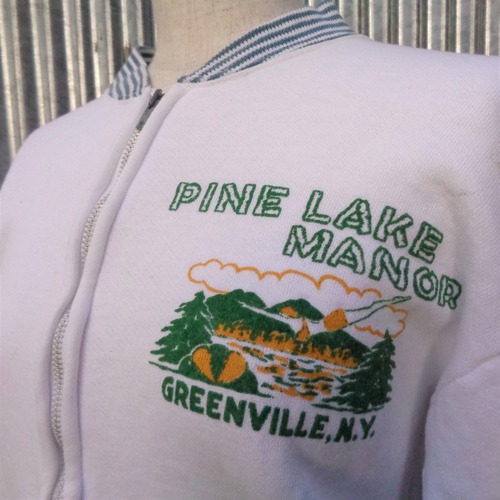 PINE LAKE
MANOR
GREENVILLE, N.Y.